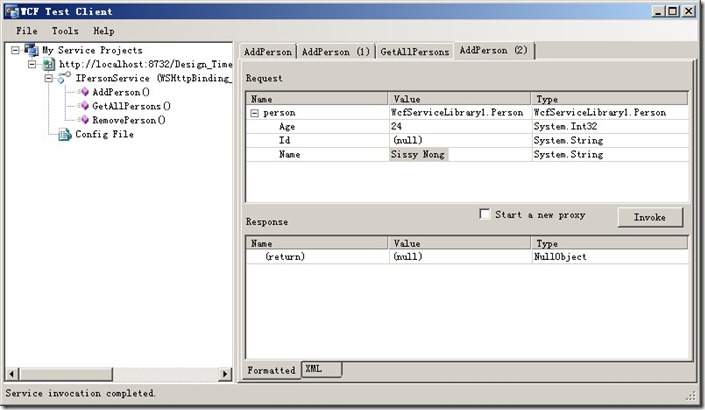 WCF Test Client
File Tools Help
My Service Projects
http://localhost:8732/Design_Time
IPersonService (WSHttpBinding_
AddPerson()
GetAllPersons()
RemovePerson()
Config File
AddPerson AddPerson (1) GetAllPersons AddPerson (2)
Request
Name Value Type
person WcfServiceLibrary1.Person WcfServiceLibrary1.Person
Age 24 System.Int32
Id (null) System.String
Name Sissy Nong System.String
Start a new proxy Invoke
Response
Name Value Type
(return) (null) NullObject
Formatted XML
Service invocation completed.